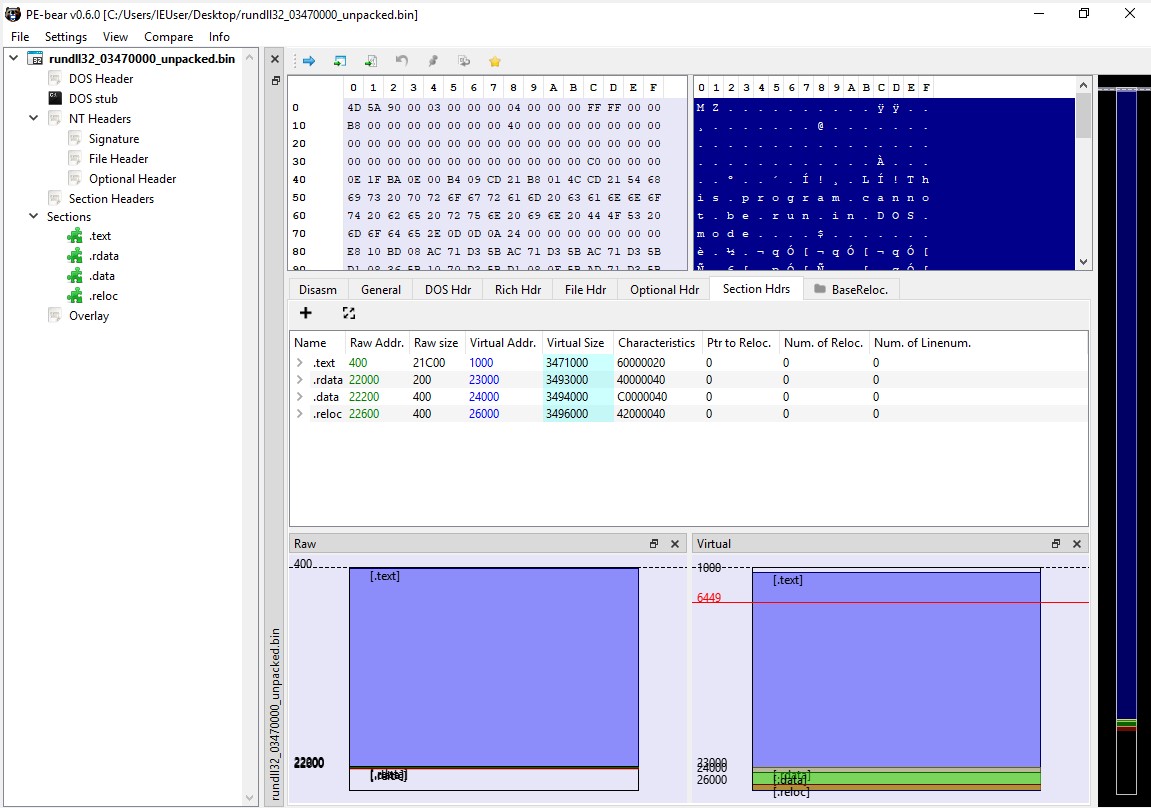 PE-bear v0.6.0 [C:/Users/IEUser/Desktop/rundll32_03470000_unpacked.bin]
File Settings View Compare Info
rundll32_03470000_unpacked.bin
DOS Header
DOS stub
NT Headers
Signature
File Header
Optional Header
Section Headers
Sections
.text
.rdata
.data
.reloc
Overlay
rundll32_03470000_unpacked.bin
0 1 2 3 4 5 6 7 8 9 A B C D E F
0 4D 5A 90 00 03 00 00 00 04 00 00 00 FF FF 00 00
10 B8 00 00 00 00 00 00 00 40 00 00 00 00 00 00 00
20 00 00 00 00 00 00 00 00 00 00 00 00 00 00 00 00
30 00 00 00 00 00 00 00 00 00 00 00 00 C0 00 00 00
40 0E 1F BA 0E 00 B4 09 CD 21 B8 01 4C CD 21 54 68
50 69 73 20 70 72 6F 67 72 61 6D 20 63 61 6E 6E 6F
60 74 20 62 65 20 72 75 6E 20 69 6E 20 44 4F 53 20
70 6D 6F 64 65 2E 0D 0D 0A 24 00 00 00 00 00 00 00
80 E8 10 BD 08 AC 71 D3 5B AC 71 D3 5B AC 71 D3 5B
90
0 1 2 3 4 5 6 7 8 9 A B C D E F
M Z . . . . . . . . . . ÿ ÿ . .
¸ . . . . . . . @ . . . . . . .
. . . . . . . . . . . . . . . .
. . . . . . . . . . . . À . . .
. . º . . ´ . Í ! ¸ . L Í ! T h
i s . p r o g r a m . c a n n o
t . b e . r u n . i n . D O S .
m o d e . . . . $ . . . . . . .
è . ½ . ¬ q Ó [ ¬ q Ó [ ¬ q Ó [
Disasm General DOS Hdr Rich Hdr File Hdr Optional Hdr Section Hdrs BaseReloc.
Name Raw Addr. Raw size Virtual Addr. Virtual Size Characteristics Ptr to Reloc. Num. of Reloc. Num. of Linenum.
.text 400 21C00 1000 3471000 60000020 0 0 0
.rdata 22000 200 23000 3493000 40000040 0 0 0
.data 22200 400 24000 3494000 C0000040 0 0 0
.reloc 22600 400 26000 3496000 42000040 0 0 0
Raw
400
[.text]
22000
[.reloc]
Virtual
1000
[.text]
6449
23000
24000
[.rdata]
26000
[.data]
[.reloc]